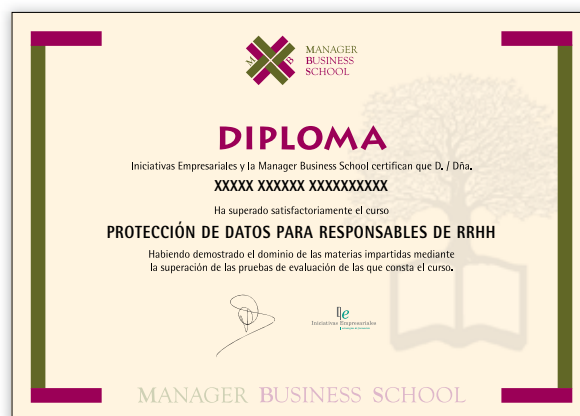 M B
MANAGER
BUSINESS
SCHOOL
DIPLOMA
Iniciativas Empresariales y la Manager Business School certifican que D. / Dña.
XXXXX XXXXXX XXXXXXXXXX
Ha superado satisfactoriamente el curso
PROTECCIÓN DE DATOS PARA RESPONSABLES DE RRHH
Habiendo demostrado el dominio de las materias impartidas mediante
la superación de las pruebas de evaluación de las que consta el curso.
Iniciativas Empresariales
MANAGER BUSINESS SCHOOL